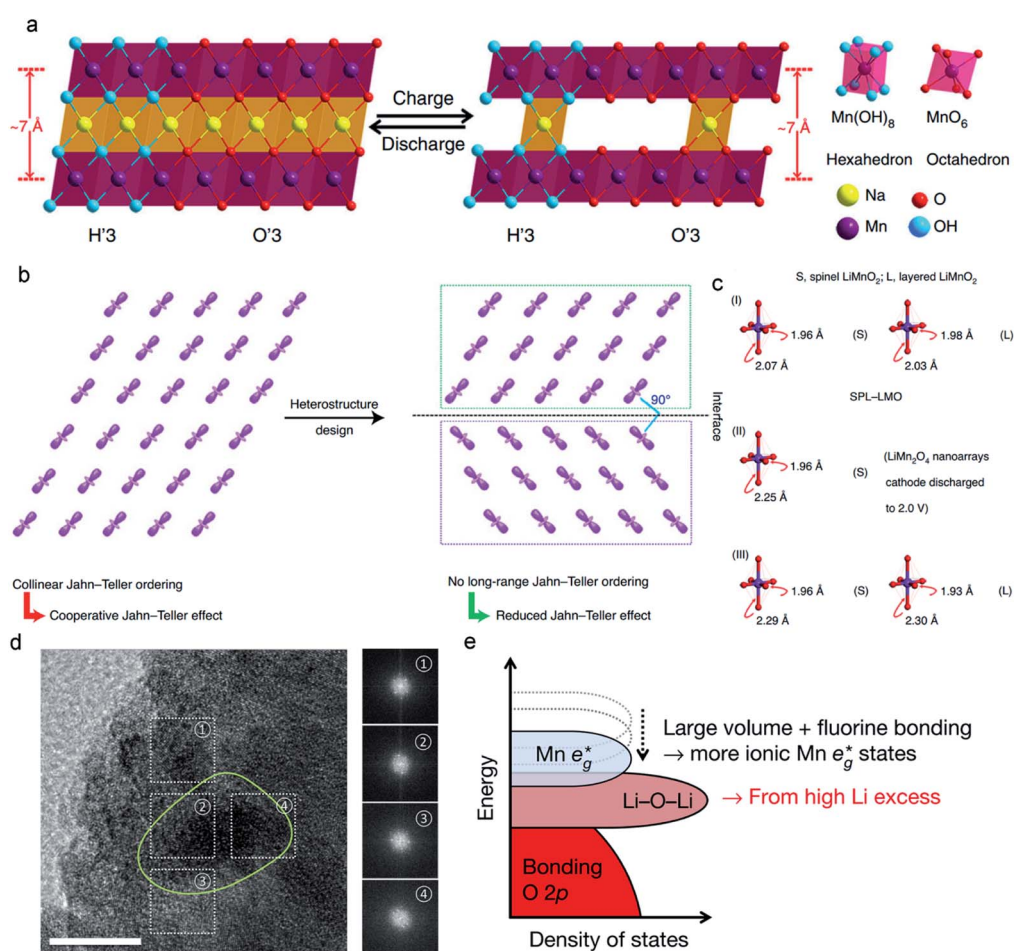 a
~7 Å
H'3
O'3
Charge
Discharge
~7 Å
H'3
O'3
Mn(OH)8
MnO6
Hexahedron
Octahedron
Na
O
Mn
OH
b
Heterostructure
design
90°
Interface
Collinear Jahn–Teller ordering
Cooperative Jahn–Teller effect
No long-range Jahn–Teller ordering
Reduced Jahn–Teller effect
c
S, spinel LiMnO2; L, layered LiMnO2
(I)
1.96 Å
(S)
1.98 Å
(L)
2.07 Å
2.03 Å
SPL–LMO
(II)
1.96 Å
(S)
(LiMn2O4 nanoarrays
cathode discharged
to 2.0 V)
2.25 Å
(III)
1.96 Å
(S)
1.93 Å
(L)
2.29 Å
2.30 Å
d
①
②
④
③
①
②
③
④
e
Energy
Mn eg*
Li–O–Li
Bonding
O 2p
Large volume + fluorine bonding
→ more ionic Mn eg* states
→ From high Li excess
Density of states